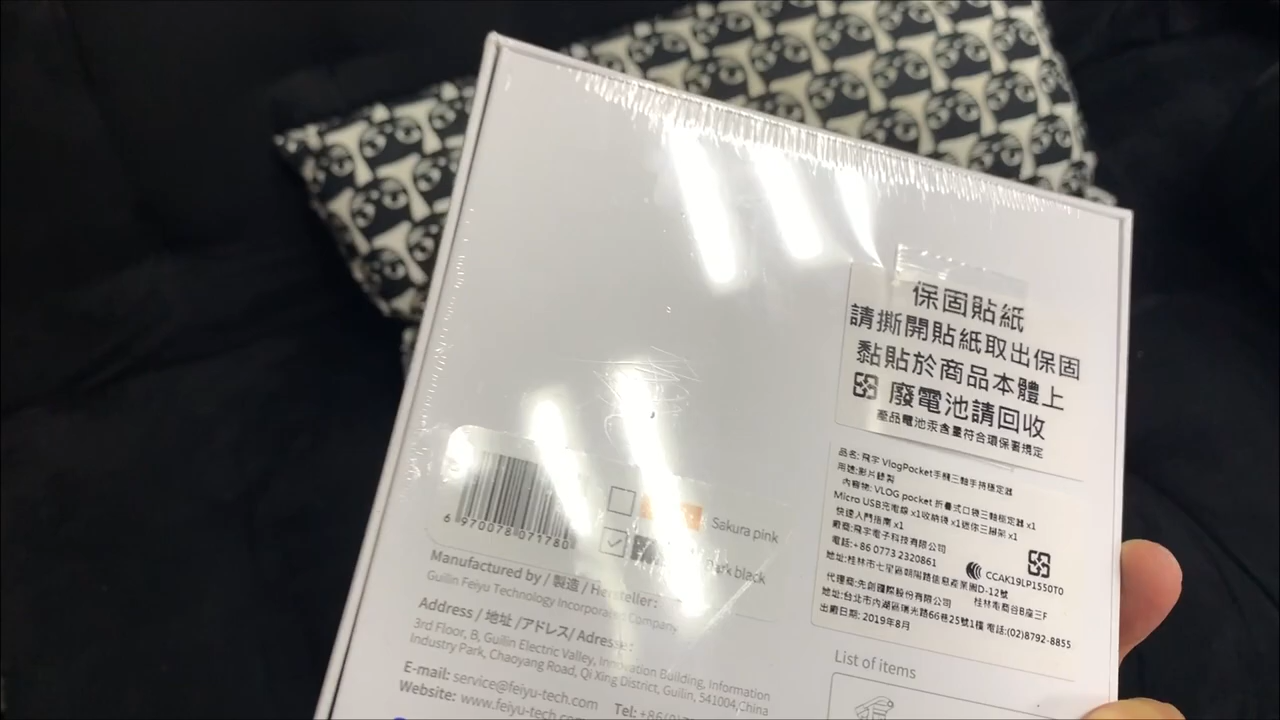 保固貼紙
請撕開貼紙取出保固
黏貼於商品本體上
廢電池請回收
產品電池汞含量符合環保署規定
品名: 飛宇 VlogPocket手機三軸手持穩定器
用途:影片錄製
內容物: VLOG pocket 折疊式口袋三軸穩定器 x1
Micro USB充電線 x1收納袋 x1迷你三腳架 x1
快速入門指南 x1
廠商:飛宇電子科技有限公司
電話:+86 0773 2320861
地址:桂林市七星區朝陽路信息產業園D-12號
桂林電商谷B座三F
CCAK19LP1550T0
代理商:先創國際股份有限公司
地址:台北市內湖區瑞光路66巷25號1樓 電話:(02)8792-8855
出廠日期: 2019年8月
List of items
6 970078 071780
Sakura pink
Dark black
Manufactured by / 製造 / Hersteller:
Guilin Feiyu Technology Incorporated Company
Address / 地址 /アドレス/ Adresse:
3rd Floor, B, Guilin Electric Valley, Innovation Building, Information
Industry Park, Chaoyang Road, Qi Xing District, Guilin, 541004,China
E-mail: service@feiyu-tech.com Tel: +86(0)
Website: www.feiyu-tech.com